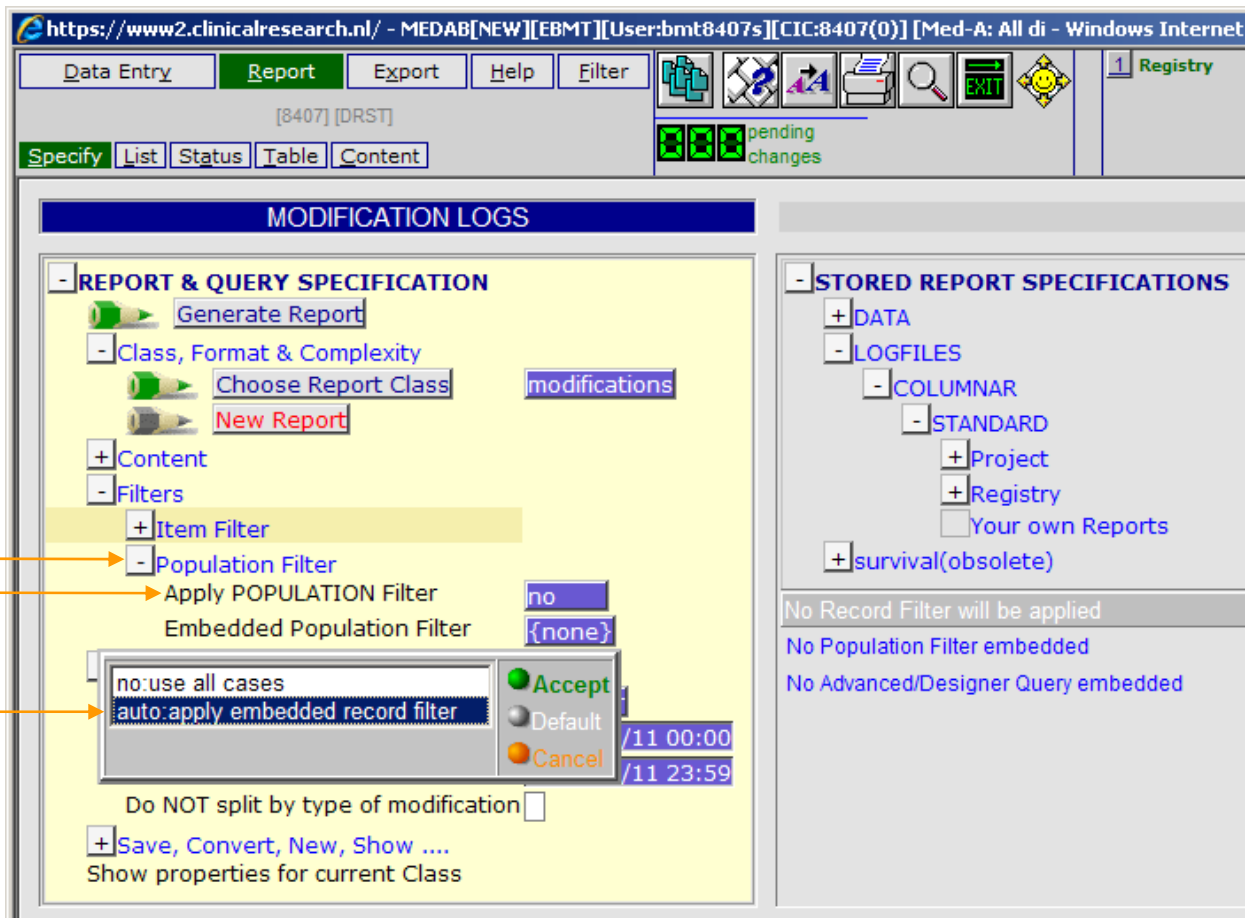 https://www2.clinicalresearch.nl/ - MEDAB[NEW][EBMT][User:bmt8407s][CIC:8407(0)] [Med-A: All di - Windows Internet
Data Entry Report Export Help Filter
EXIT
1 Registry
[8407] [DRST]
888 pending changes
Specify List Status Table Content
MODIFICATION LOGS
- REPORT & QUERY SPECIFICATION
Generate Report
- Class, Format & Complexity
Choose Report Class modifications
New Report
+ Content
- Filters
+ Item Filter
- Population Filter
Apply POPULATION Filter no
Embedded Population Filter {none}
no:use all cases
auto:apply embedded record filter
Accept
Default
Cancel
/11 00:00
/11 23:59
Do NOT split by type of modification
+ Save, Convert, New, Show ....
Show properties for current Class
- STORED REPORT SPECIFICATIONS
+ DATA
- LOGFILES
- COLUMNAR
- STANDARD
+ Project
+ Registry
Your own Reports
+ survival(obsolete)
No Record Filter will be applied
No Population Filter embedded
No Advanced/Designer Query embedded